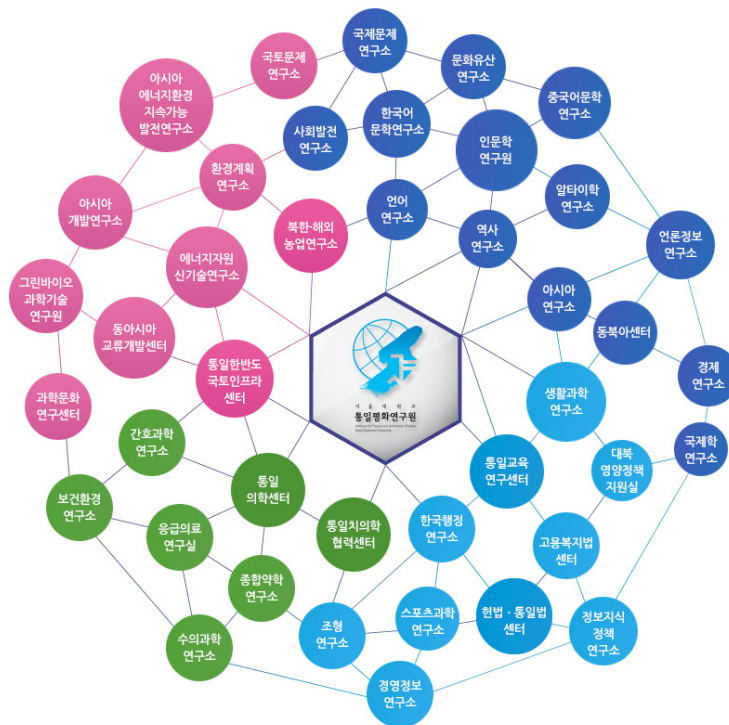 국제문제
연구소
국토문제
연구소
문화유산
연구소
아시아
에너지환경
지속가능
발전연구소
중국어문학
연구소
사회발전
연구소
한국어
문학연구소
인문학
연구원
환경계획
연구소
아시아
개발연구소
언어
연구소
알타이학
연구소
북한·해외
농업연구소
역사
연구소
언론정보
연구소
에너지자원
신기술연구소
그린바이오
과학기술
연구원
아시아
연구소
동아시아
교류개발센터
동북아센터
서울대학교
통일평화연구원
Institute for Peace and Unification Studies
Seoul National University
통일한반도
국토인프라
센터
경제
연구소
생활과학
연구소
과학문화
연구센터
간호과학
연구소
국제학
연구소
대북
영양정책
지원실
통일교육
연구센터
통일
의학센터
보건환경
연구소
응급의료
연구실
통일치의학
협력센터
한국행정
연구소
고용복지법
센터
종합약학
연구소
스포츠과학
연구소
헌법·통일법
센터
정보지식
정책
연구소
조형
연구소
수의과학
연구소
경영정보
연구소